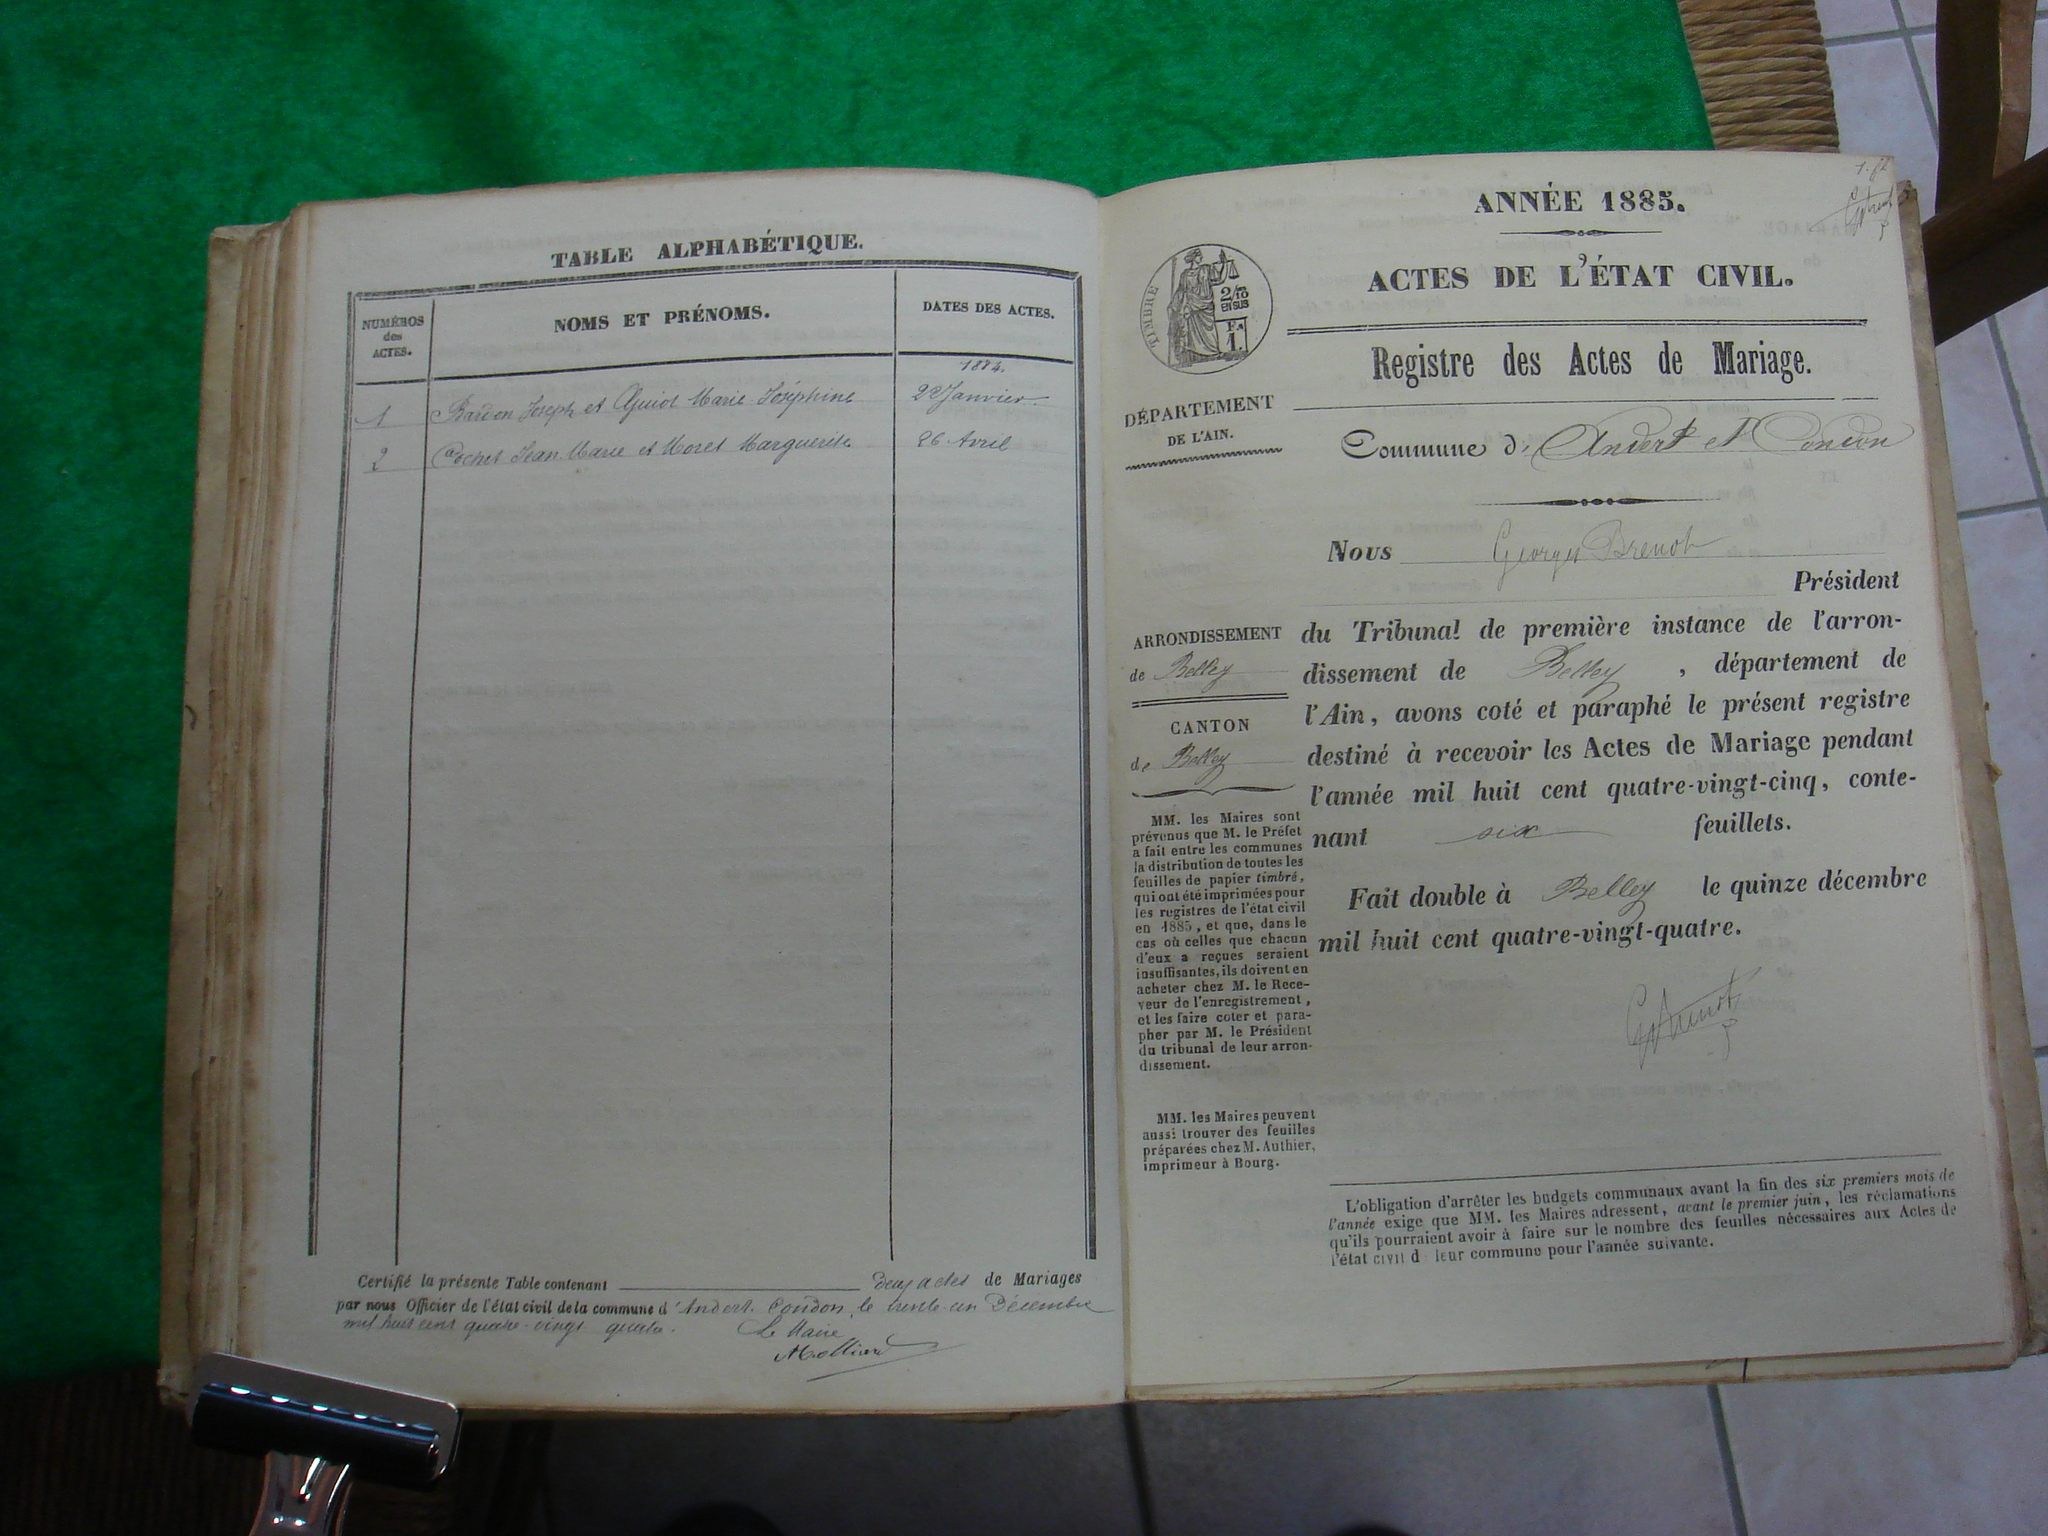 TABLE ALPHABÉTIQUE.
NUMÉROS
des
ACTES.
NOMS ET PRÉNOMS.
DATES DES ACTES.
1884.
1 Bardon Joseph et Guiot Marie Joséphine 22 Janvier
2 Cochet Jean Marie et Moret Marguerite 26 Avril
Certifié la présente Table contenant deux actes de Mariages
par nous Officier de l'état civil de la commune d'Andert Condon, le trente un Décembre
mil huit cent quatre-vingt quatre. Le Maire
ANNÉE 1885.
ACTES DE L'ÉTAT CIVIL.
TIMBRE
2/10
EN SUS
F.
1.
Registre des Actes de Mariage.
DÉPARTEMENT
DE L'AIN.
Commune d'Andert et Condon
Nous Georges Brenot
Président
du Tribunal de première instance de l'arron-
dissement de Belley, département de
l'Ain, avons coté et paraphé le présent registre
destiné à recevoir les Actes de Mariage pendant
l'année mil huit cent quatre-vingt-cinq, conte-
nant six feuillets.
Fait double à Belley le quinze décembre
mil huit cent quatre-vingt-quatre.
ARRONDISSEMENT
de Belley
CANTON
de Belley
MM. les Maires sont
prévenus que M. le Préfet
a fait entre les communes
la distribution de toutes les
feuilles de papier timbré,
qui ont été imprimées pour
les registres de l'état civil
en 1885, et que, dans le
cas où celles que chacun
d'eux a reçues seraient
insuffisantes, ils doivent en
acheter chez M. le Rece-
veur de l'enregistrement,
et les faire coter et para-
pher par M. le Président
du tribunal de leur arron-
dissement.
MM. les Maires peuvent
aussi trouver des feuilles
préparées chez M. Authier,
imprimeur à Bourg.
L'obligation d'arrêter les budgets communaux avant la fin des six premiers mois de
l'année exige que MM. les Maires adressent, avant le premier juin, les réclamations
qu'ils pourraient avoir à faire sur le nombre des feuilles nécessaires aux Actes de
l'état civil d leur commune pour l'année suivante.